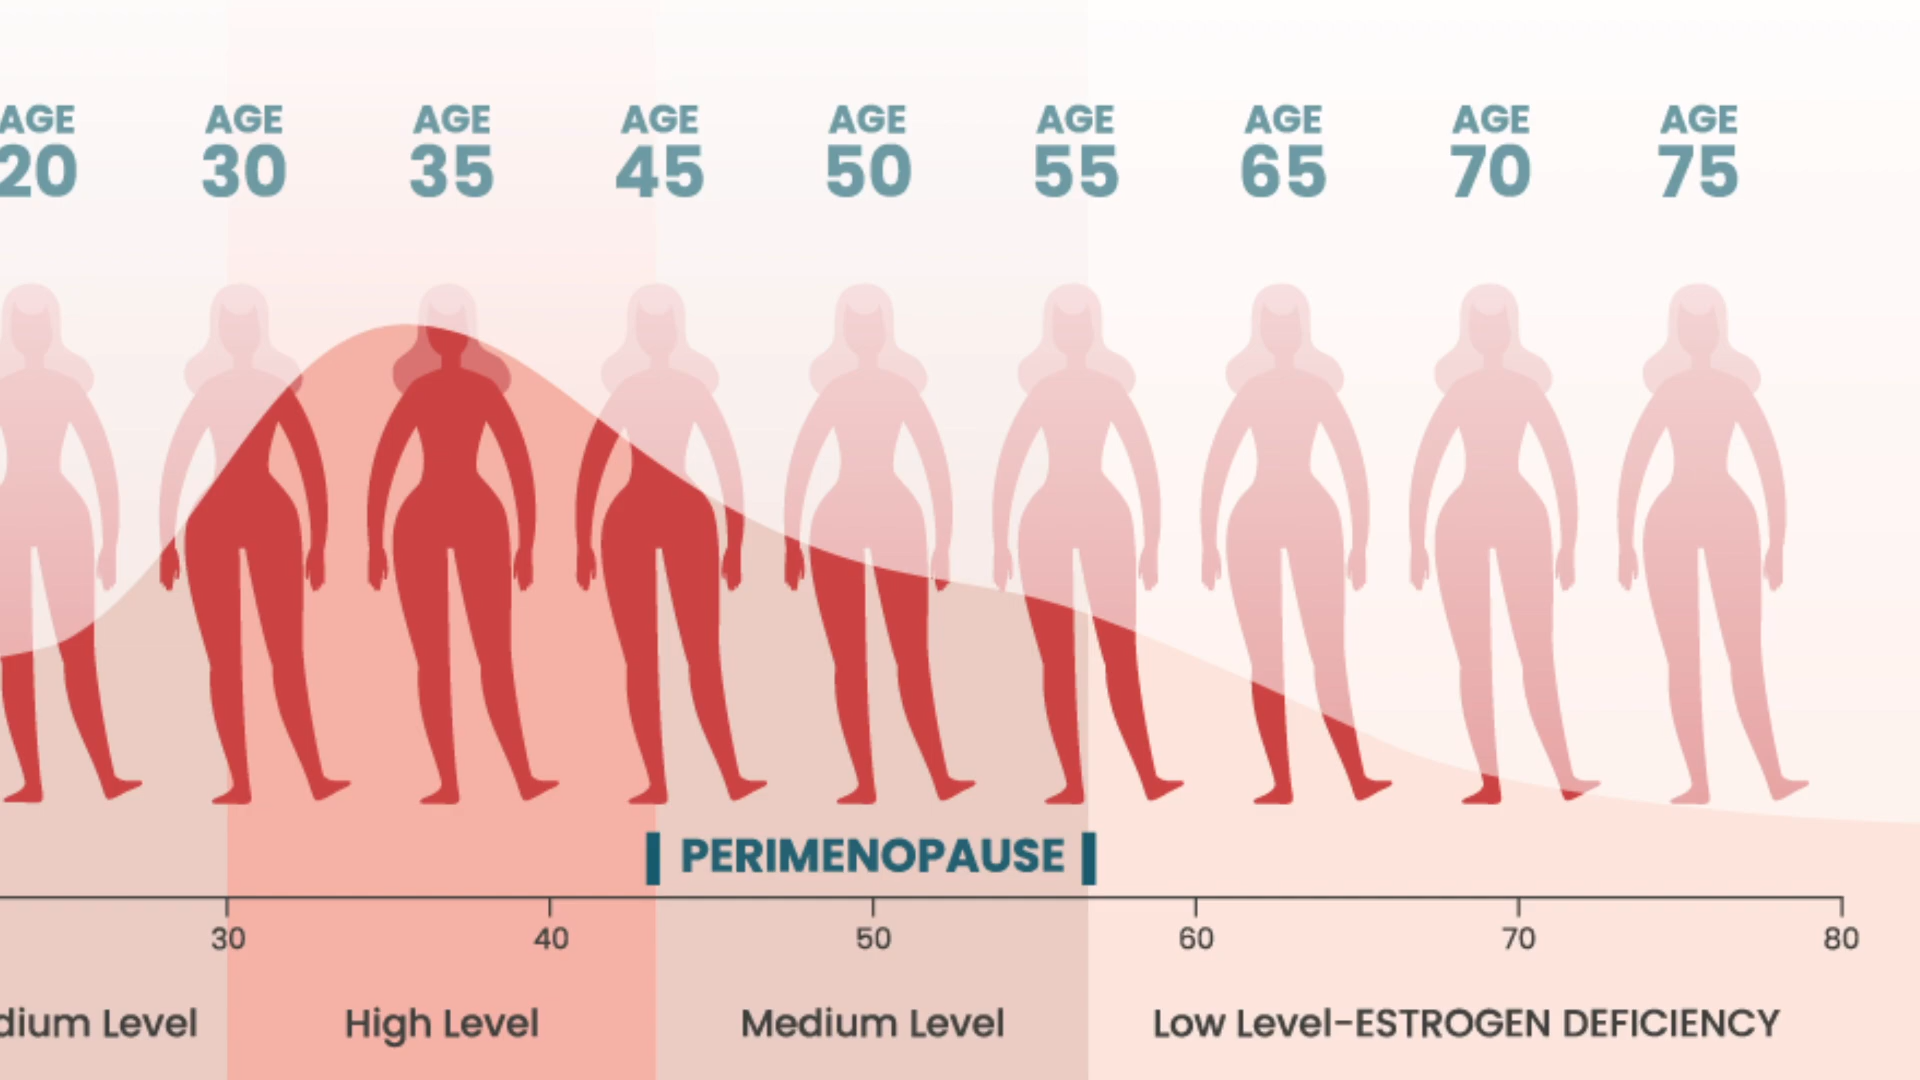 AGE AGE AGE AGE AGE AGE AGE AGE AGE
20 30 35 45 50 55 65 70 75
PERIMENOPAUSE
30 40 50 60 70 80
dium Level High Level Medium Level Low Level-ESTROGEN DEFICIENCY